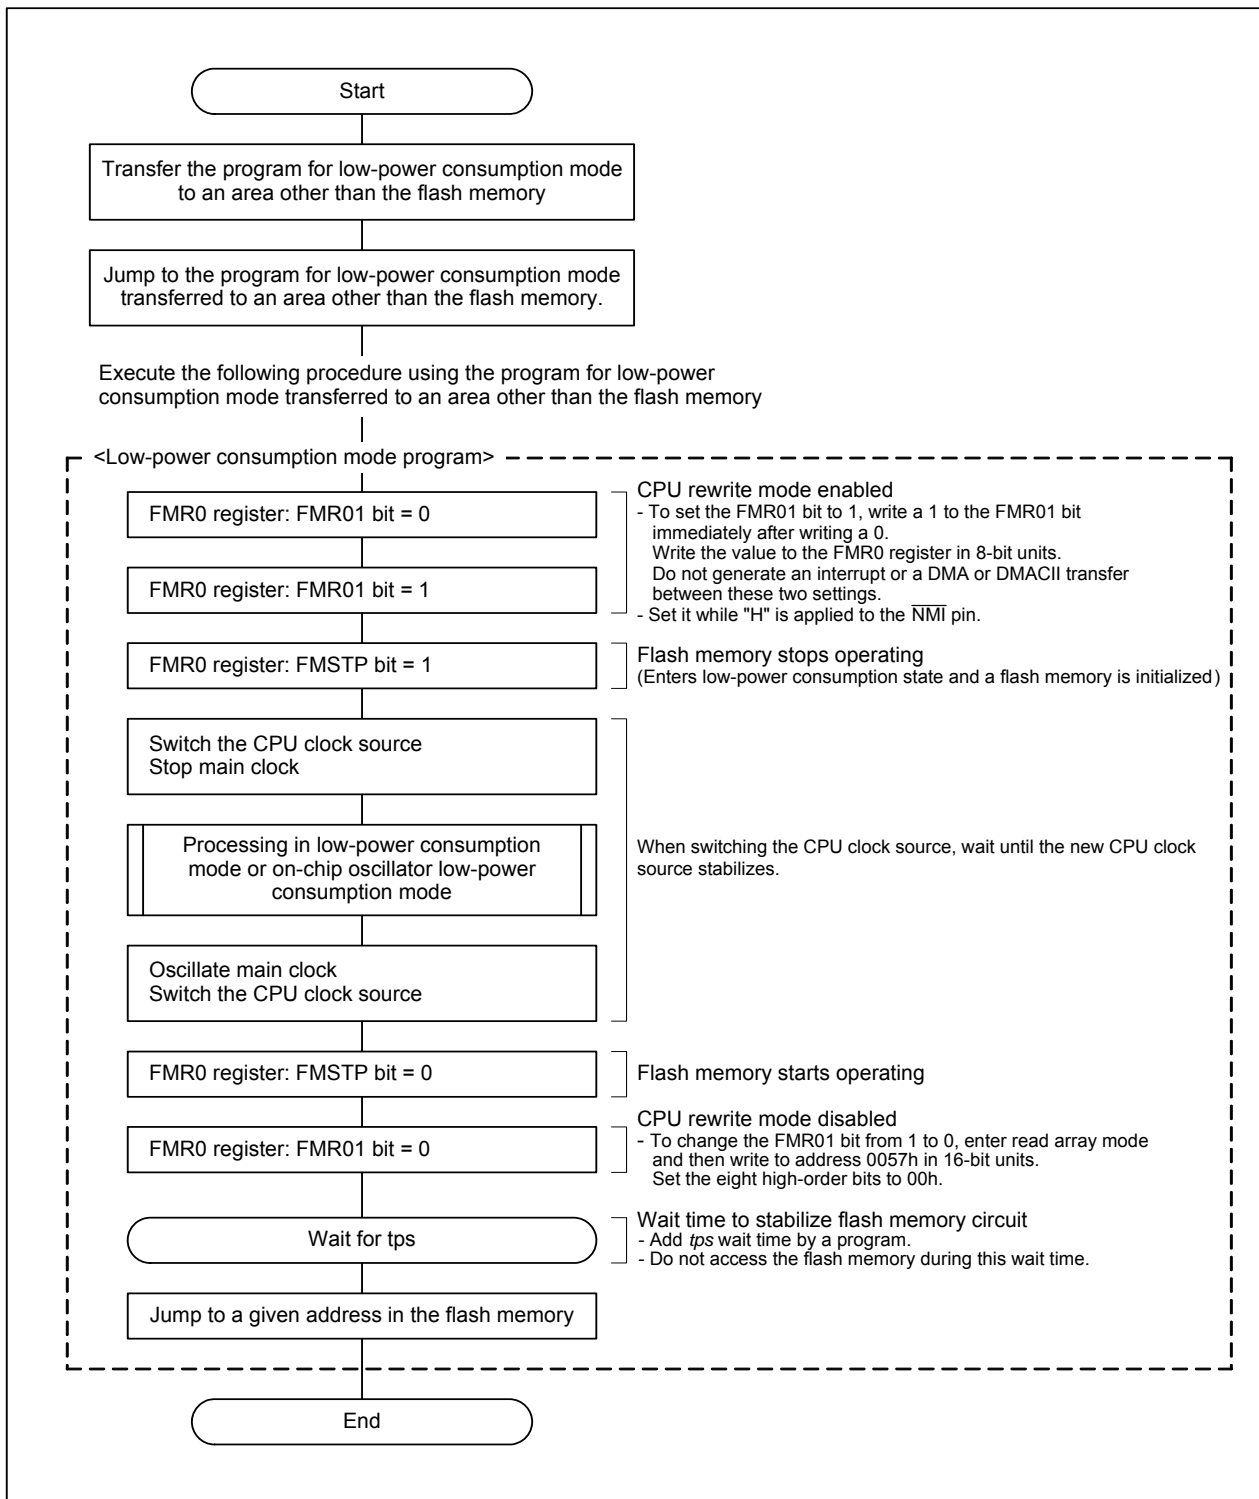 Start
Transfer the program for low-power consumption mode
to an area other than the flash memory
Jump to the program for low-power consumption mode
transferred to an area other than the flash memory.
Execute the following procedure using the program for low-power
consumption mode transferred to an area other than the flash memory
<Low-power consumption mode program>
FMR0 register: FMR01 bit = 0
FMR0 register: FMR01 bit = 1
CPU rewrite mode enabled
- To set the FMR01 bit to 1, write a 1 to the FMR01 bit
immediately after writing a 0.
Write the value to the FMR0 register in 8-bit units.
Do not generate an interrupt or a DMA or DMACII transfer
between these two settings.
- Set it while "H" is applied to the N̅M̅I̅ pin.
FMR0 register: FMSTP bit = 1
Flash memory stops operating
(Enters low-power consumption state and a flash memory is initialized)
Switch the CPU clock source
Stop main clock
Processing in low-power consumption
mode or on-chip oscillator low-power
consumption mode
When switching the CPU clock source, wait until the new CPU clock
source stabilizes.
Oscillate main clock
Switch the CPU clock source
FMR0 register: FMSTP bit = 0
Flash memory starts operating
FMR0 register: FMR01 bit = 0
CPU rewrite mode disabled
- To change the FMR01 bit from 1 to 0, enter read array mode
and then write to address 0057h in 16-bit units.
Set the eight high-order bits to 00h.
Wait for tps
Wait time to stabilize flash memory circuit
- Add tps wait time by a program.
- Do not access the flash memory during this wait time.
Jump to a given address in the flash memory
End